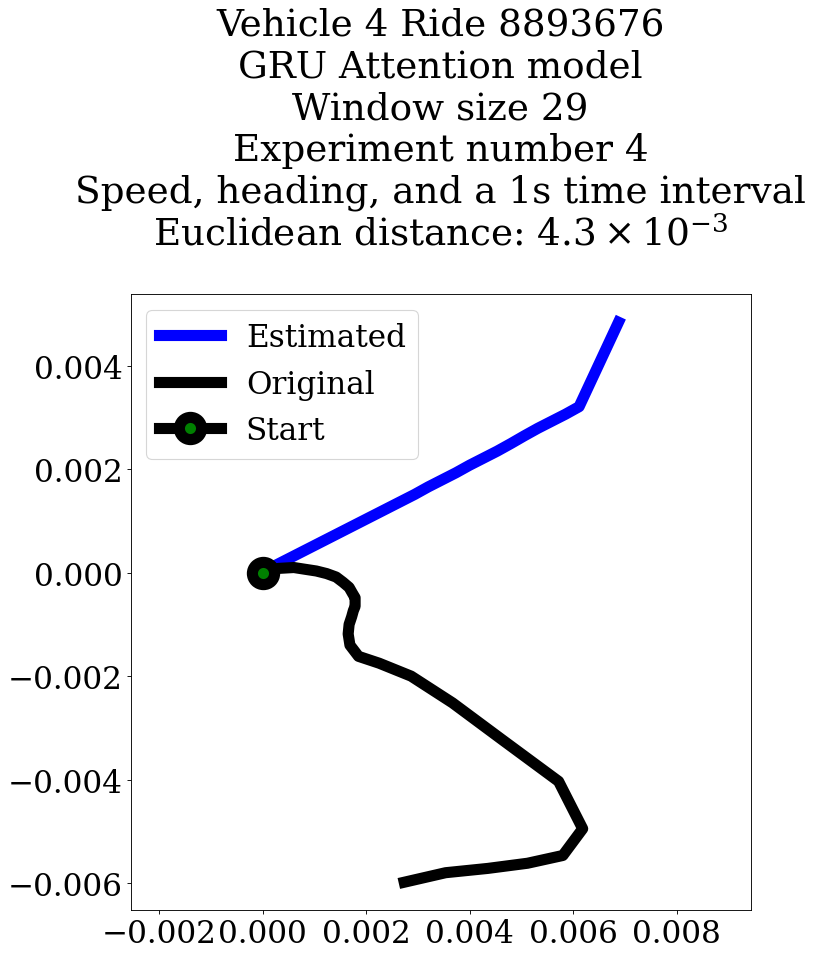 Vehicle 4 Ride 8893676
GRU Attention model
Window size 29
Experiment number 4
Speed, heading, and a 1s time interval
Euclidean distance: 4.3 × 10⁻³
Estimated
Original
Start
0.004
0.002
0.000
−0.002
−0.004
−0.006
−0.002 0.000 0.002 0.004 0.006 0.008